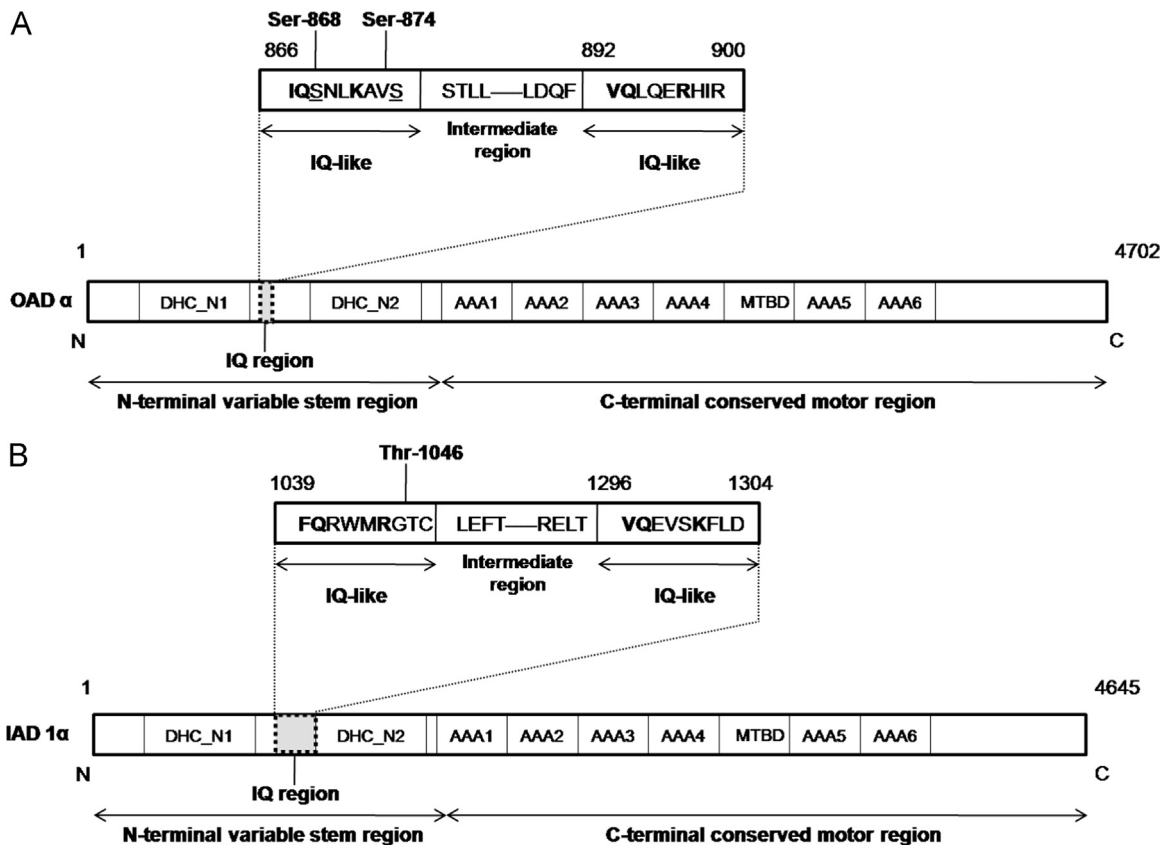 A
Ser-868 Ser-874
866 892 900
IQSNLKAVS STLL—LDQF VQLQERHIR
Intermediate
region
IQ-like IQ-like
1 4702
OAD α DHC_N1 DHC_N2 AAA1 AAA2 AAA3 AAA4 MTBD AAA5 AAA6
N C
IQ region
N-terminal variable stem region C-terminal conserved motor region
B
Thr-1046
1039 1296 1304
FQRWMRGTC LEFT—RELT VQEVSKFLD
Intermediate
region
IQ-like IQ-like
1 4645
IAD 1α DHC_N1 DHC_N2 AAA1 AAA2 AAA3 AAA4 MTBD AAA5 AAA6
N C
IQ region
N-terminal variable stem region C-terminal conserved motor region